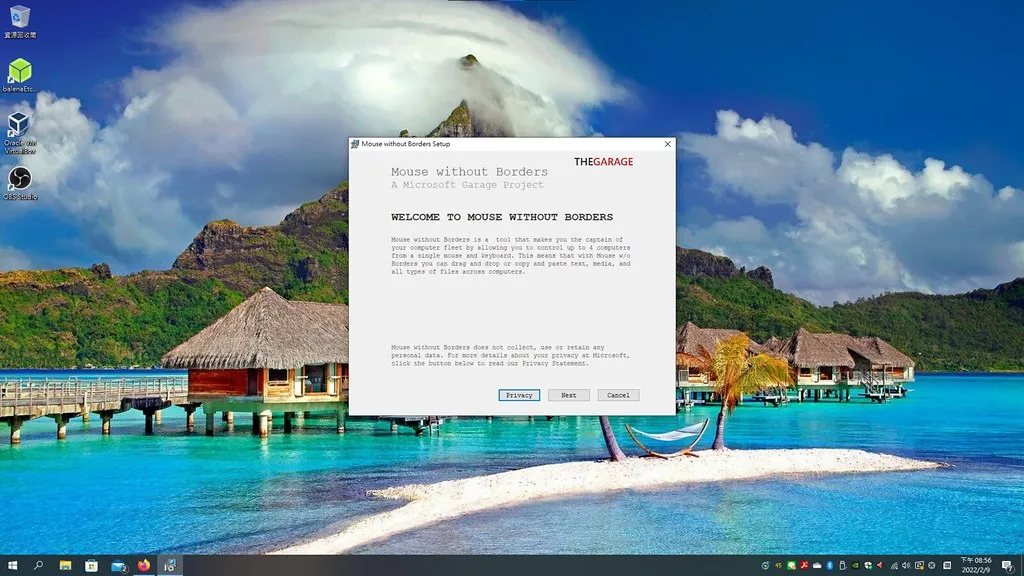 資源回收筒
balenaEtc...
Oracle VM
VirtualBox
OBS Studio
Mouse without Borders Setup
THEGARAGE
Mouse without Borders
A Microsoft Garage Project
WELCOME TO MOUSE WITHOUT BORDERS
Mouse without Borders is a tool that makes you the captain of
your computer fleet by allowing you to control up to 4 computers
from a single mouse and keyboard. This means that with Mouse w/o
Borders you can drag and drop or copy and paste text, media, and
all types of files across computers.
Mouse without Borders does not collect, use or retain any
personal data. For more details about your privacy at Microsoft,
click the button below to read our Privacy Statement.
Privacy
Next
Cancel
下午 08:56
2022/2/9